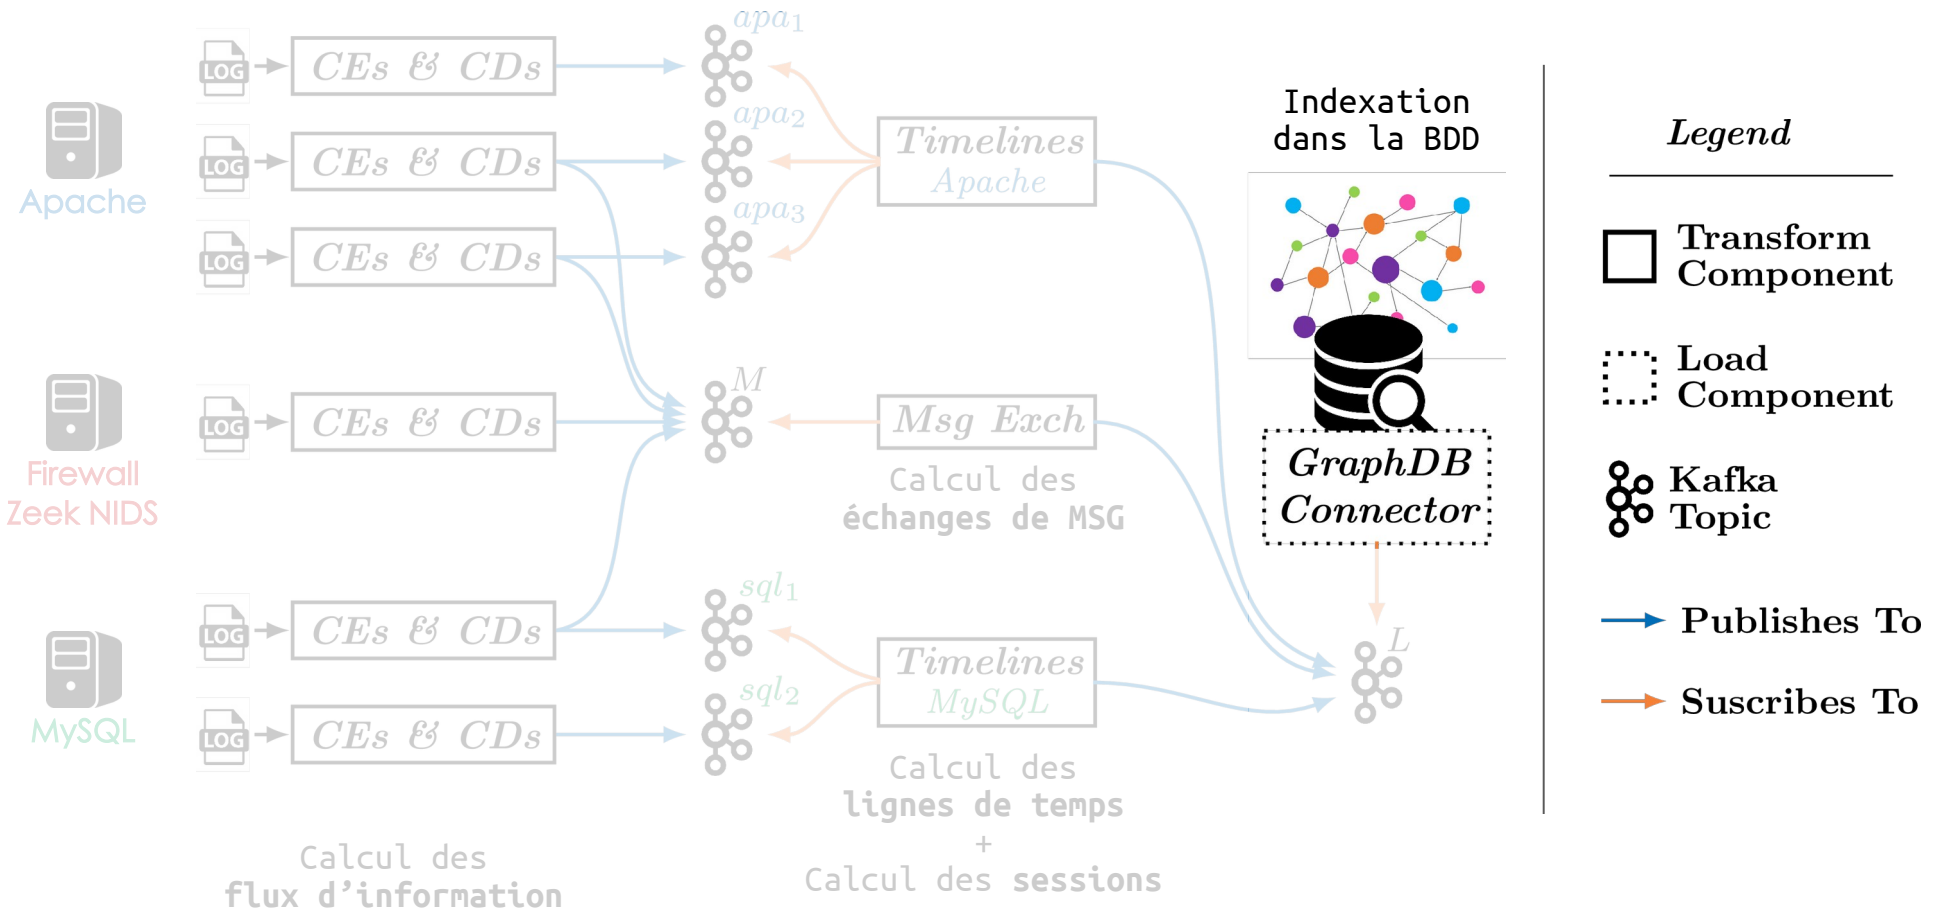 apa1
LOG
CEs & CDs
apa2
LOG
CEs & CDs
Timelines
Apache
Apache
apa3
LOG
CEs & CDs
M
LOG
CEs & CDs
Msg Exch
Firewall
Zeek NIDS
Calcul des
échanges de MSG
sql1
LOG
CEs & CDs
Timelines
MySQL
MySQL
sql2
LOG
CEs & CDs
Calcul des
lignes de temps
+
Calcul des sessions
Calcul des
flux d'information
Indexation
dans la BDD
GraphDB
Connector
L
Legend
Transform
Component
Load
Component
Kafka
Topic
Publishes To
Suscribes To